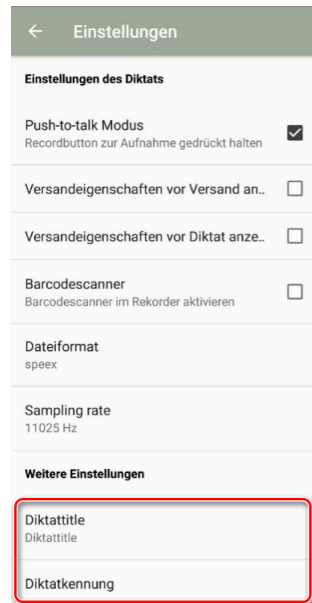 Einstellungen
Einstellungen des Diktats
Push-to-talk Modus
Recordbutton zur Aufnahme gedrückt halten
Versandeigenschaften vor Versand an..
Versandeigenschaften vor Diktat anze..
Barcodescanner
Barcodescanner im Rekorder aktivieren
Dateiformat
speex
Sampling rate
11025 Hz
Weitere Einstellungen
Diktattitle
Diktattitle
Diktatkennung